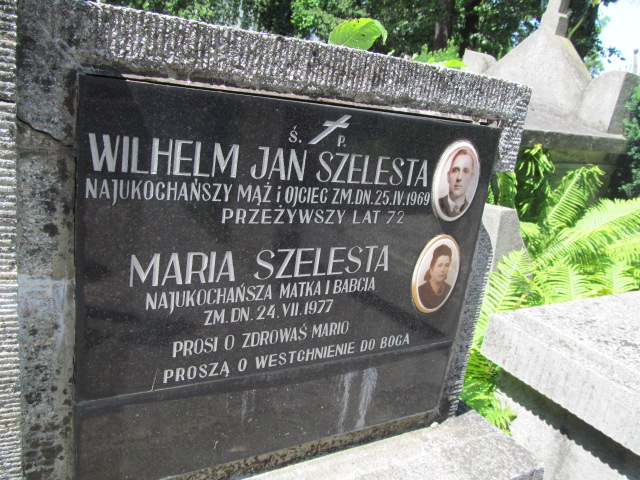 Ś. P.
WILHELM JAN SZELESTA
NAJUKOCHAŃSZY MĄŻ i OJCIEC ZM. DN. 25. IV. 1969
PRZEŻYWSZY LAT 72
MARIA SZELESTA
NAJUKOCHAŃSZA MATKA I BABCIA
ZM. DN. 24. VII. 1977
PROSI O ZDROWAŚ MARIO
PROSZĄ O WESTCHNIENIE DO BOGA